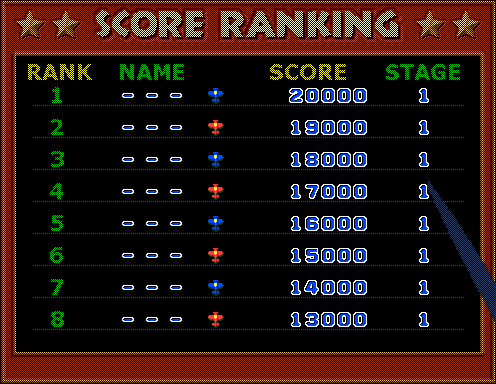 SCORE RANKING
RANK NAME SCORE STAGE
1 - - - 20000 1
2 - - - 19000 1
3 - - - 18000 1
4 - - - 17000 1
5 - - - 16000 1
6 - - - 15000 1
7 - - - 14000 1
8 - - - 13000 1